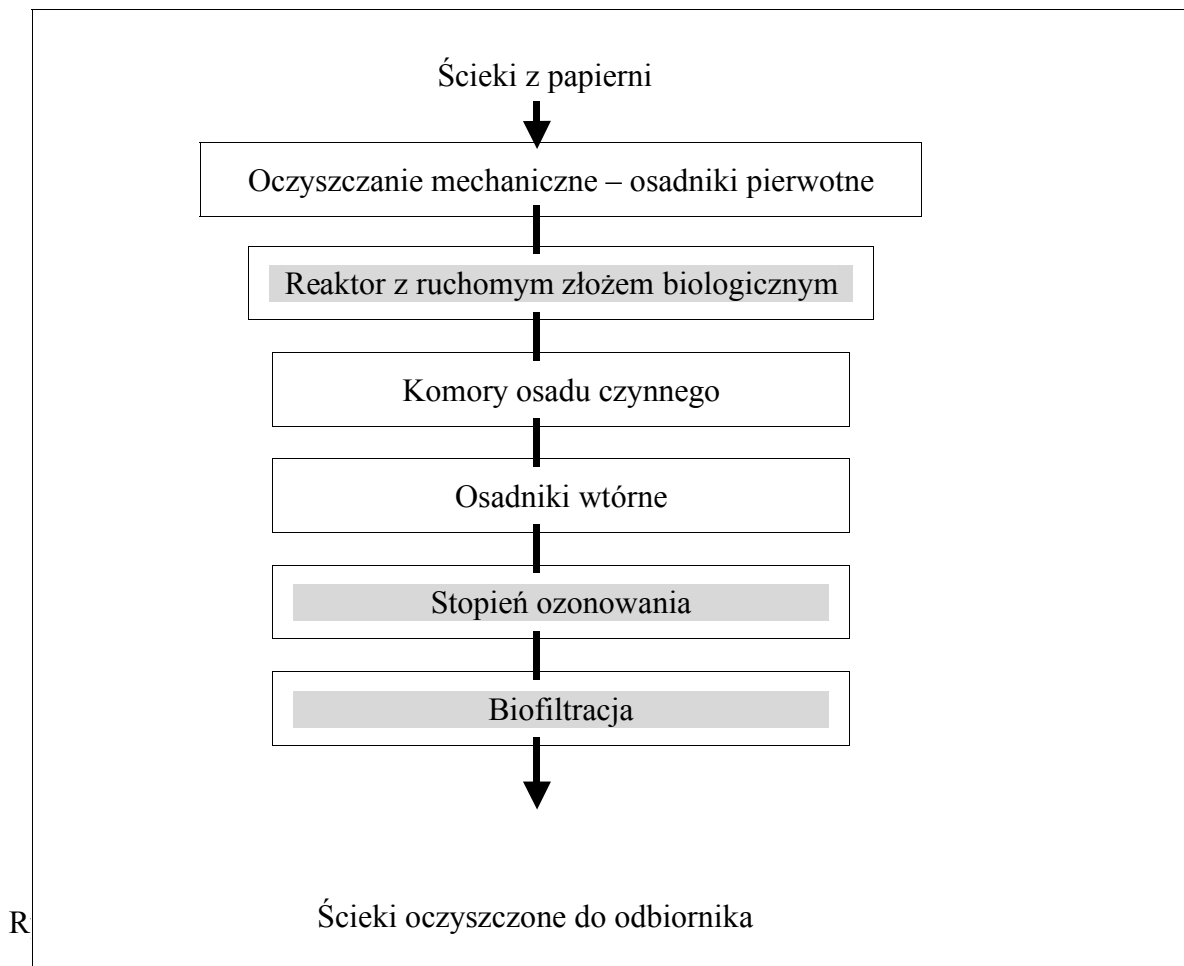 Ścieki z papierni
Oczyszczanie mechaniczne – osadniki pierwotne
Reaktor z ruchomym złożem biologicznym
Komory osadu czynnego
Osadniki wtórne
Stopień ozonowania
Biofiltracja
Ścieki oczyszczone do odbiornika